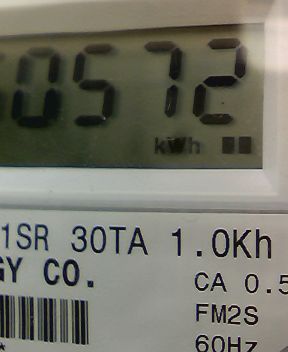 0572
kWh
1SR 30TA 1.0Kh
GY CO.
CA 0.5
FM2S
60Hz